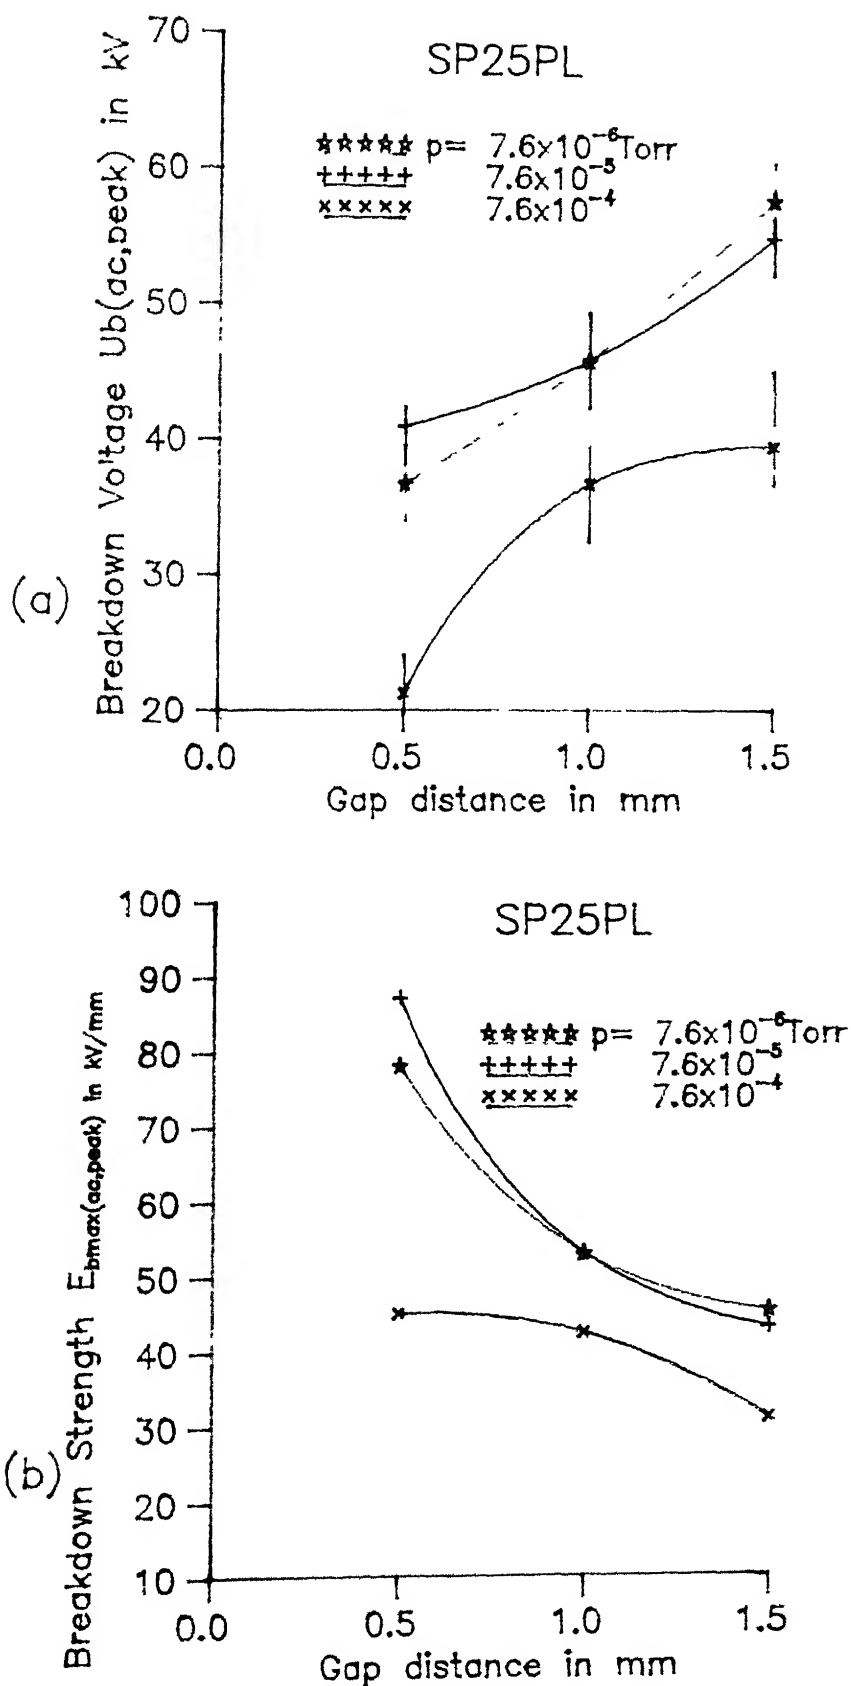 SP25PL
☆☆☆☆☆ p= 7.6x10⁻⁶Torr
+++++ 7.6x10⁻⁵
××××× 7.6x10⁻⁴
Breakdown Voltage Ub(ac,peak) in kV
70
60
50
40
30
20
(a)
0.0 0.5 1.0 1.5
Gap distance in mm
SP25PL
☆☆☆☆☆ p= 7.6x10⁻⁶Torr
+++++ 7.6x10⁻⁵
××××× 7.6x10⁻⁴
Breakdown Strength E_bmax(ac,peak) in kV/mm
100
90
80
70
60
50
40
30
20
10
(b)
0.0 0.5 1.0 1.5
Gap distance in mm